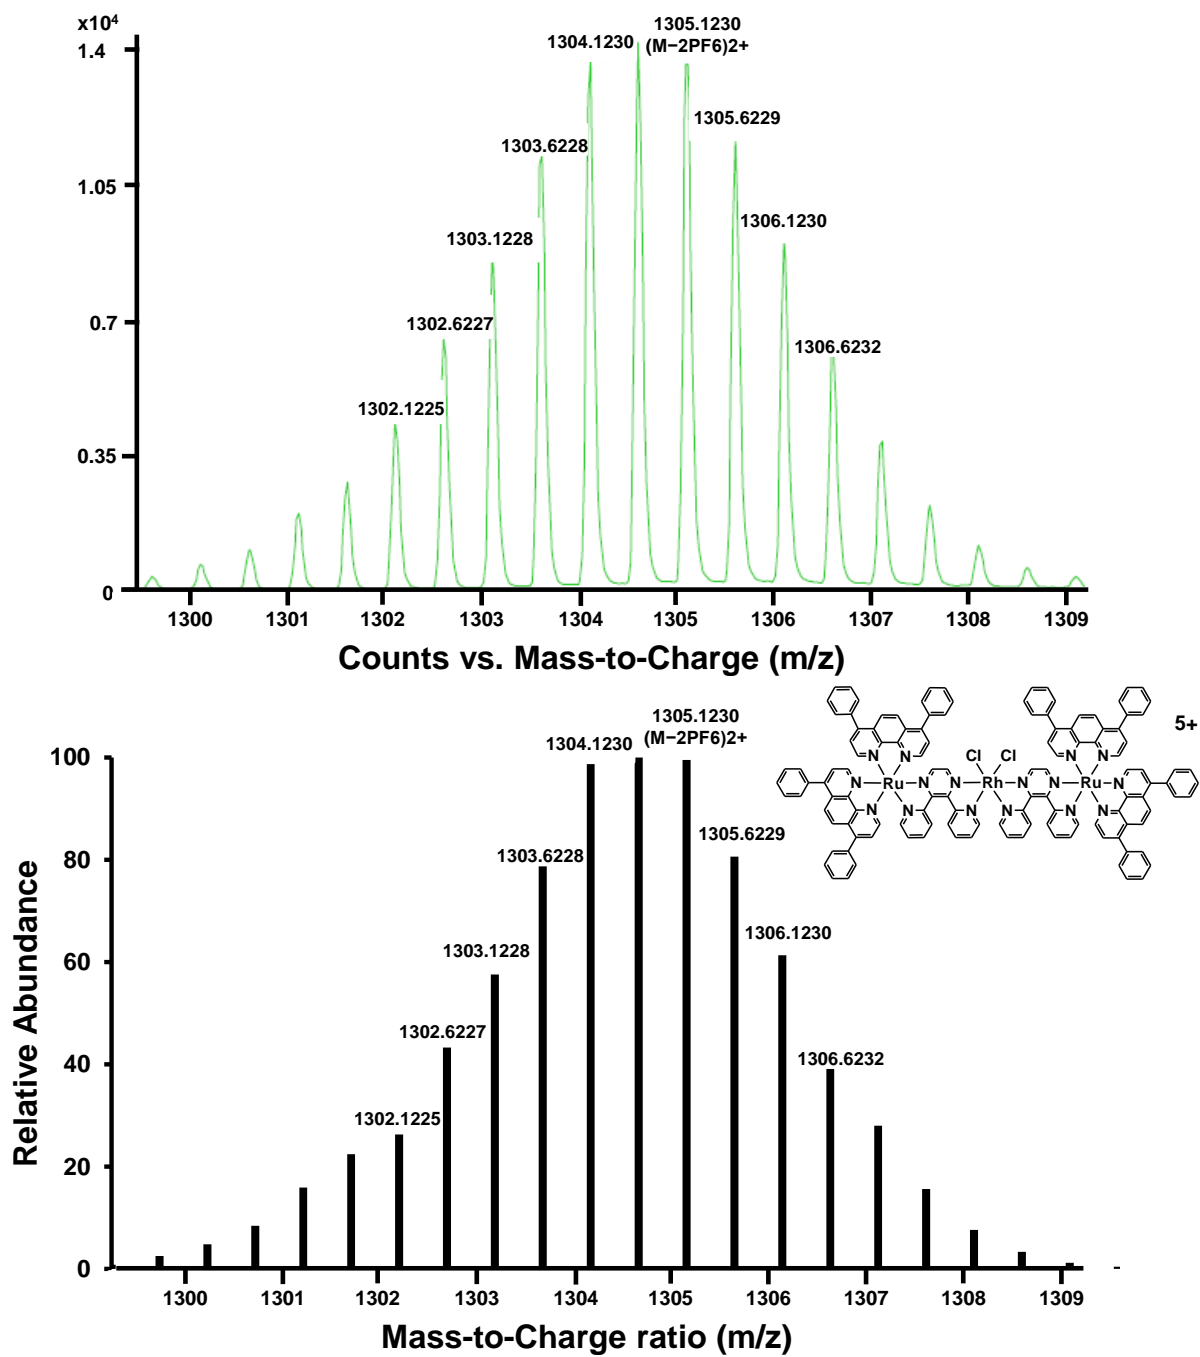 x10⁴
1.4
1.05
0.7
0.35
0
1302.1225
1302.6227
1303.1228
1303.6228
1304.1230
1305.1230
(M−2PF6)2+
1305.6229
1306.1230
1306.6232
1300 1301 1302 1303 1304 1305 1306 1307 1308 1309
Counts vs. Mass-to-Charge (m/z)
Relative Abundance
100
80
60
40
20
0
1302.1225
1302.6227
1303.1228
1303.6228
1304.1230
1305.1230
(M−2PF6)2+
1305.6229
1306.1230
1306.6232
5+
Cl Cl
N N N N
N Ru N N Rh N N Ru N
N N N N N N
1300 1301 1302 1303 1304 1305 1306 1307 1308 1309
Mass-to-Charge ratio (m/z)